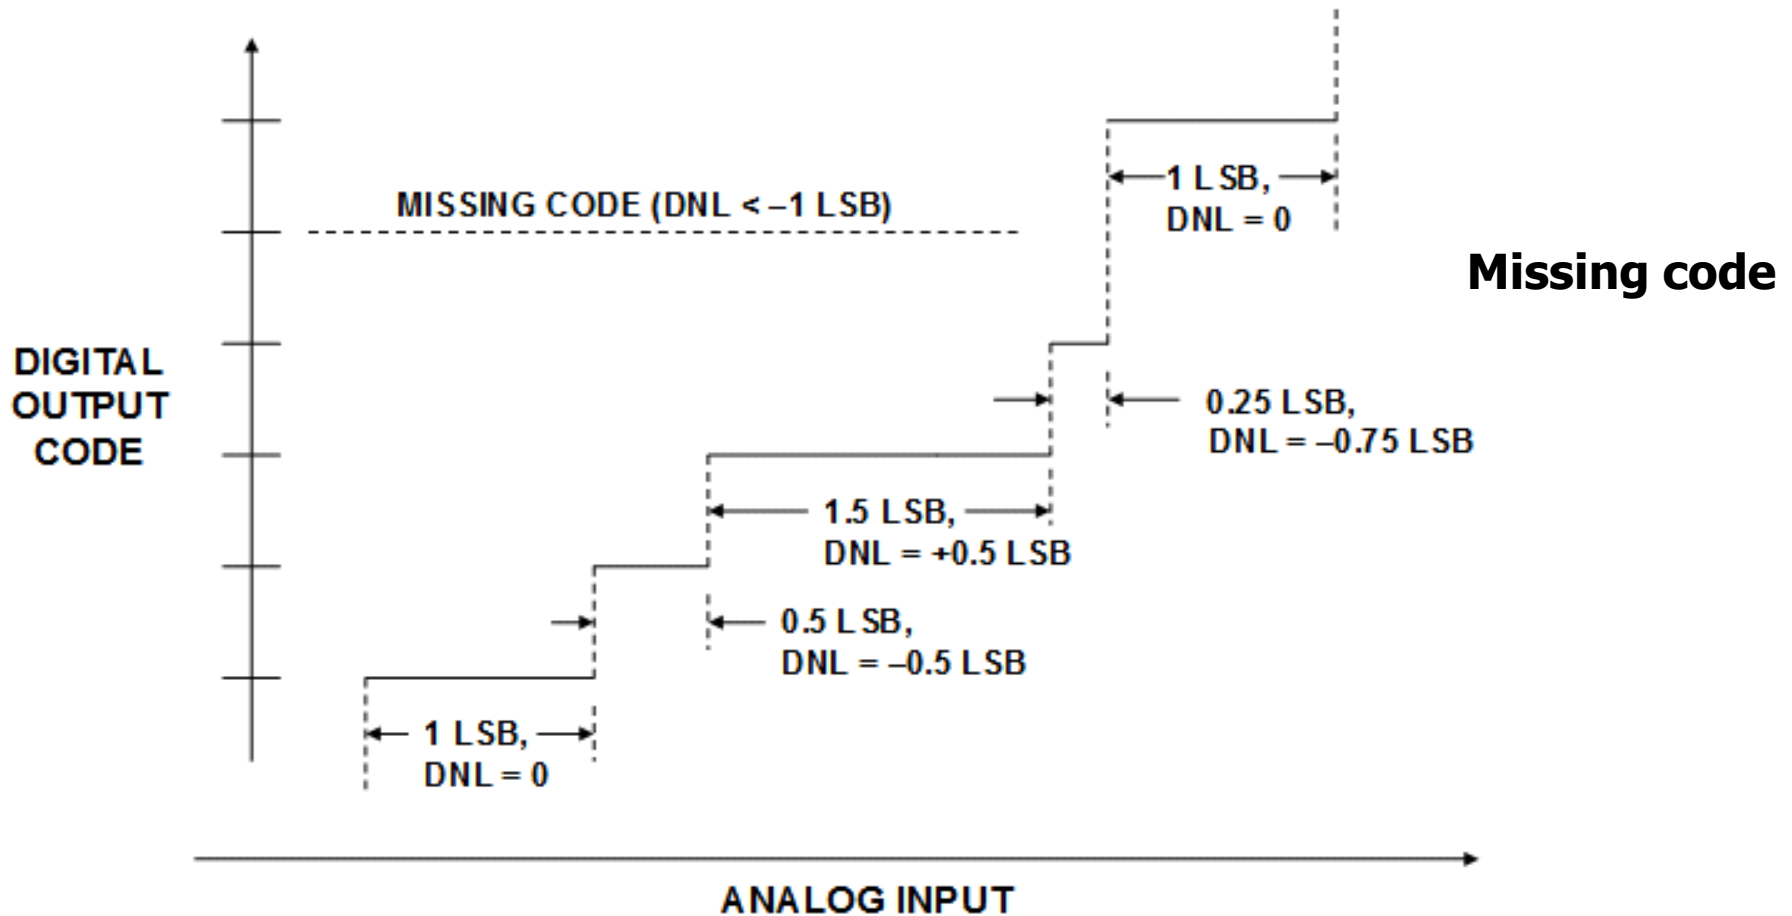 1 LSB,
DNL = 0
MISSING CODE (DNL < –1 LSB)
Missing code
DIGITAL
OUTPUT
CODE
0.25 LSB,
DNL = –0.75 LSB
1.5 LSB,
DNL = +0.5 LSB
0.5 LSB,
DNL = –0.5 LSB
1 LSB,
DNL = 0
ANALOG INPUT